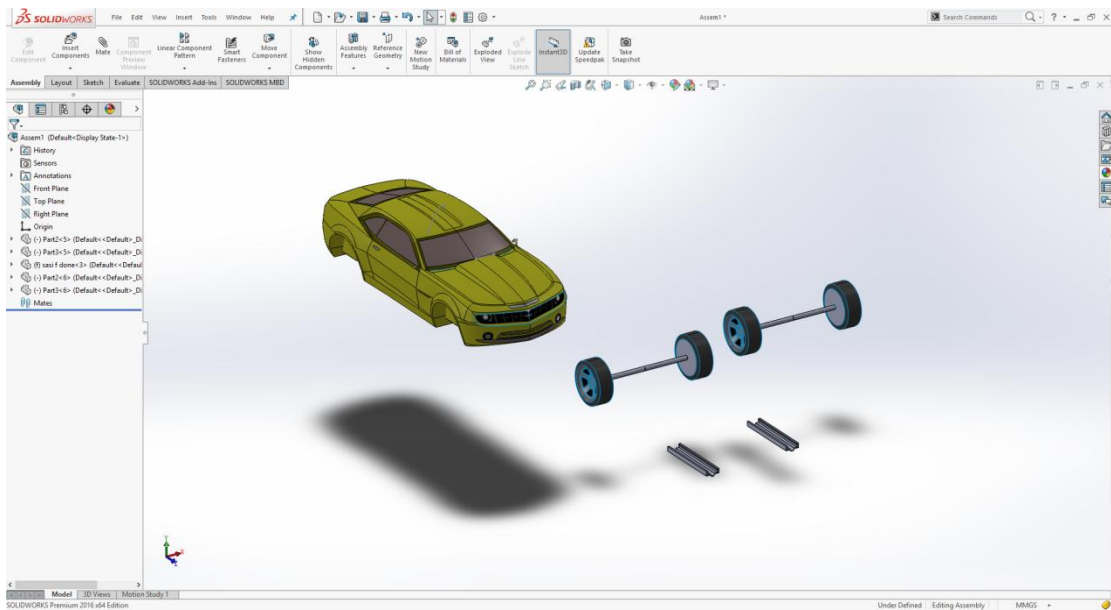 SOLIDWORKS File Edit View Insert Tools Window Help Assem1 * Search Commands
Edit Component
Insert Components
Mate
Component Preview Window
Linear Component Pattern
Smart Fasteners
Move Component
Show Hidden Components
Assembly Features
Reference Geometry
New Motion Study
Bill of Materials
Exploded View
Explode Line Sketch
Instant3D
Update Speedpak
Take Snapshot
Assembly Layout Sketch Evaluate SOLIDWORKS Add-Ins SOLIDWORKS MBD
Assem1 (Default<Display State-1>)
History
Sensors
Annotations
Front Plane
Top Plane
Right Plane
Origin
(-) Part2<5> (Default<<Default>_Di
(-) Part3<5> (Default<<Default>_Di
(f) sasi f done<3> (Default<<Defaul
(-) Part2<6> (Default<<Default>_Di
(-) Part3<6> (Default<<Default>_Di
Mates
Model 3D Views Motion Study 1
SOLIDWORKS Premium 2016 x64 Edition Under Defined Editing Assembly MMGS